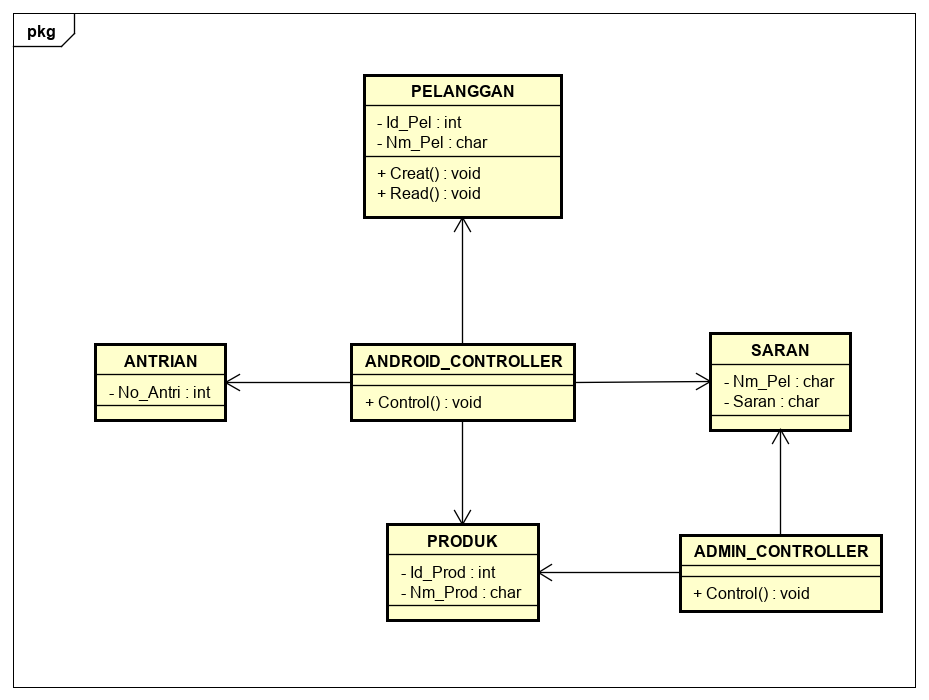 pkg
PELANGGAN
- Id_Pel : int
- Nm_Pel : char
+ Creat() : void
+ Read() : void
ANTRIAN
- No_Antri : int
ANDROID_CONTROLLER
+ Control() : void
SARAN
- Nm_Pel : char
- Saran : char
PRODUK
- Id_Prod : int
- Nm_Prod : char
ADMIN_CONTROLLER
+ Control() : void